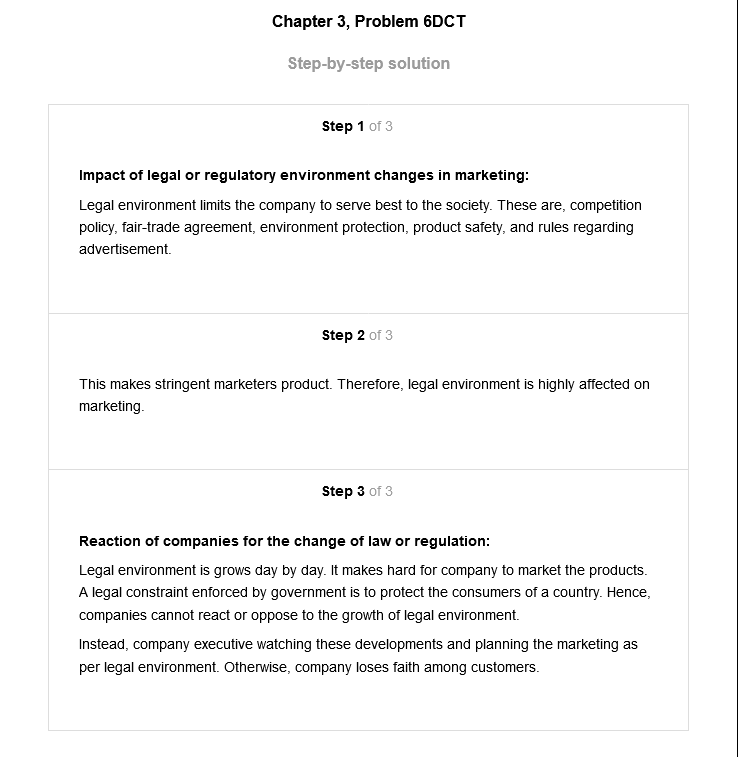 Chapter 3, Problem 6DCT
Step-by-step solution
Step 1 of 3
Impact of legal or regulatory environment changes in marketing:
Legal environment limits the company to serve best to the society. These are, competition
policy, fair-trade agreement, environment protection, product safety, and rules regarding
advertisement.
Step 2 of 3
This makes stringent marketers product. Therefore, legal environment is highly affected on
marketing.
Step 3 of 3
Reaction of companies for the change of law or regulation:
Legal environment is grows day by day. It makes hard for company to market the products.
A legal constraint enforced by government is to protect the consumers of a country. Hence,
companies cannot react or oppose to the growth of legal environment.
Instead, company executive watching these developments and planning the marketing as
per legal environment. Otherwise, company loses faith among customers.